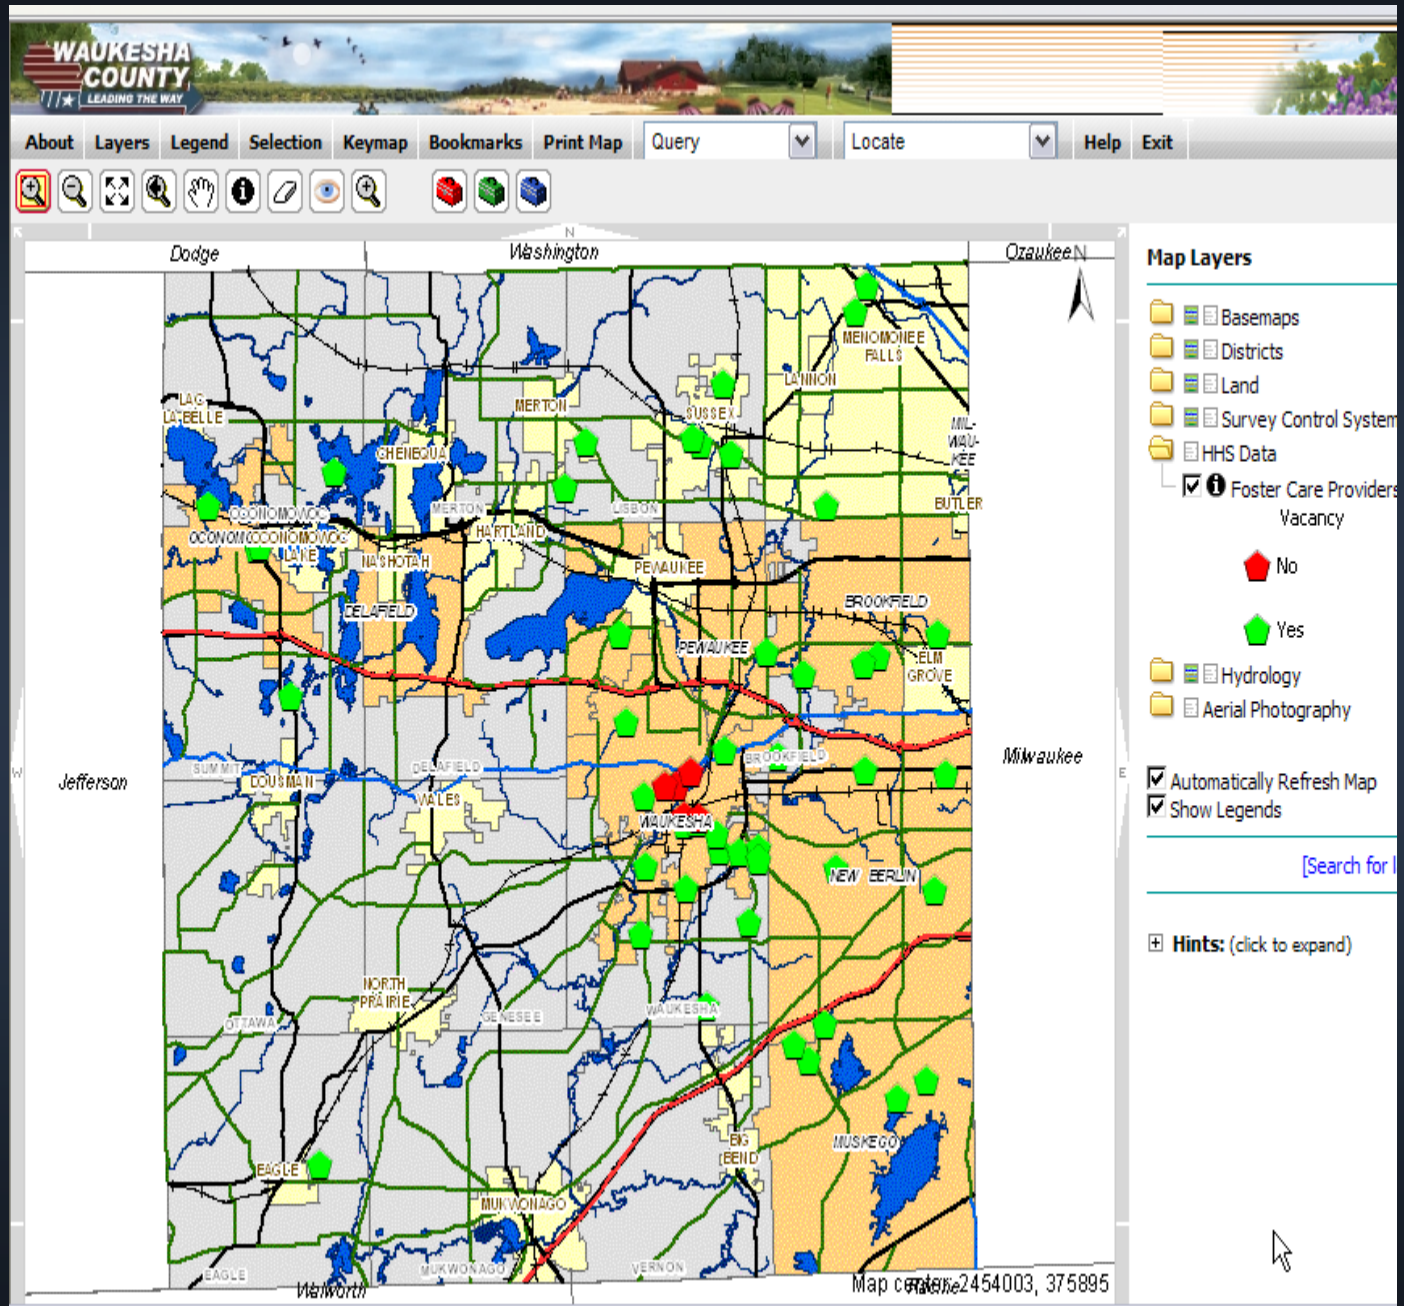 WAUKESHA
COUNTY
LEADING THE WAY
About Layers Legend Selection Keymap Bookmarks Print Map Query Locate Help Exit
N
Dodge Washington Ozaukee N
Map Layers
Basemaps
Districts
Land
Survey Control System
HHS Data
Foster Care Providers
Vacancy
No
Yes
Hydrology
Aerial Photography
Automatically Refresh Map
Show Legends
[Search for l
Hints: (click to expand)
MENOMONEE
FALLS
LANNON
LAC
LA BELLE
MERTON
SUSSEX
MIL-
WAU-
KEE
CHENEQUA
BUTLER
OCONOMOWOC
MERTON
LISBON
HARTLAND
OCONOMOWOC
LAKE
NASHOTAH
PEWAUKEE
DELAFIELD
BROOKFIELD
PEWAUKEE
ELM
GROVE
W
E
Jefferson
Milwaukee
SUMMIT
DELAFIELD
BROOKFIELD
DOUSMAN
WALES
WAUKESHA
NEW BERLIN
NORTH
PRAIRIE
OTTAWA
GENESEE
WAUKESHA
BIG
BEND
MUSKEGO
EAGLE
MUKWONAGO
EAGLE
MUKWONAGO
VERNON
Walworth
Map center: 2454003, 375895